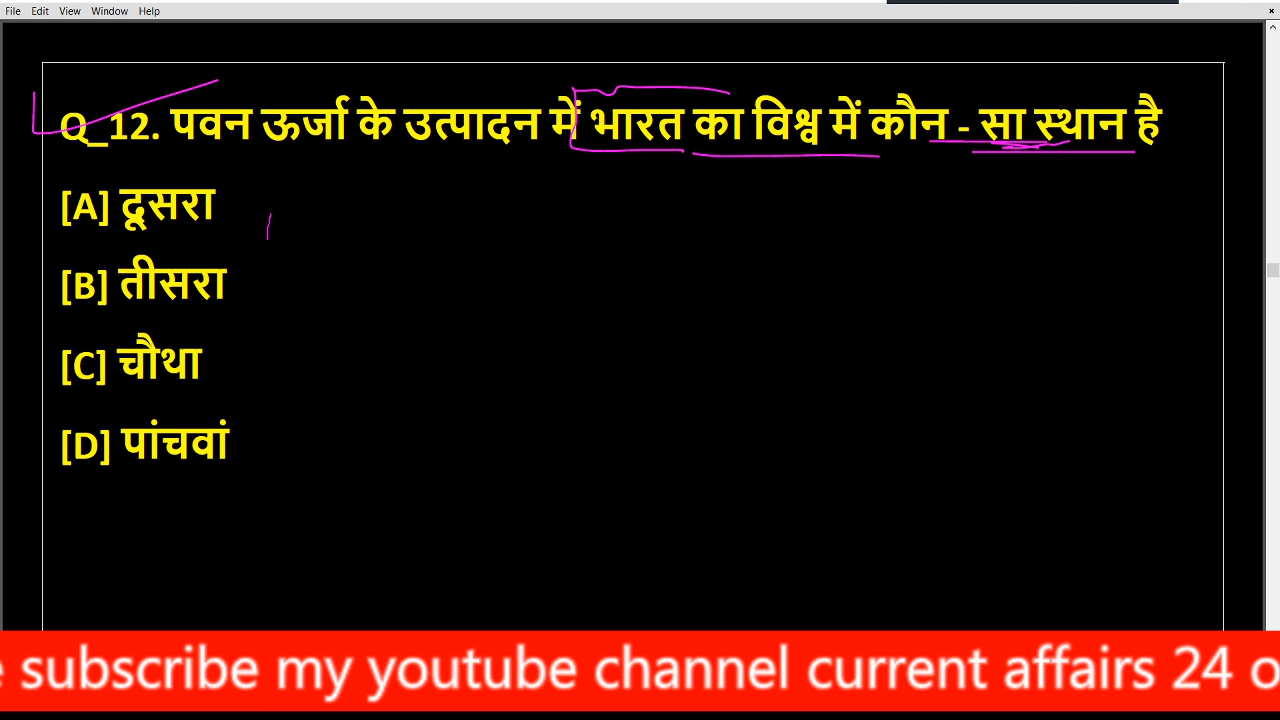 File Edit View Window Help
Q_12. पवन ऊर्जा के उत्पादन में भारत का विश्व में कौन - सा स्थान है
[A] दूसरा
[B] तीसरा
[C] चौथा
[D] पांचवां
subscribe my youtube channel current affairs 24